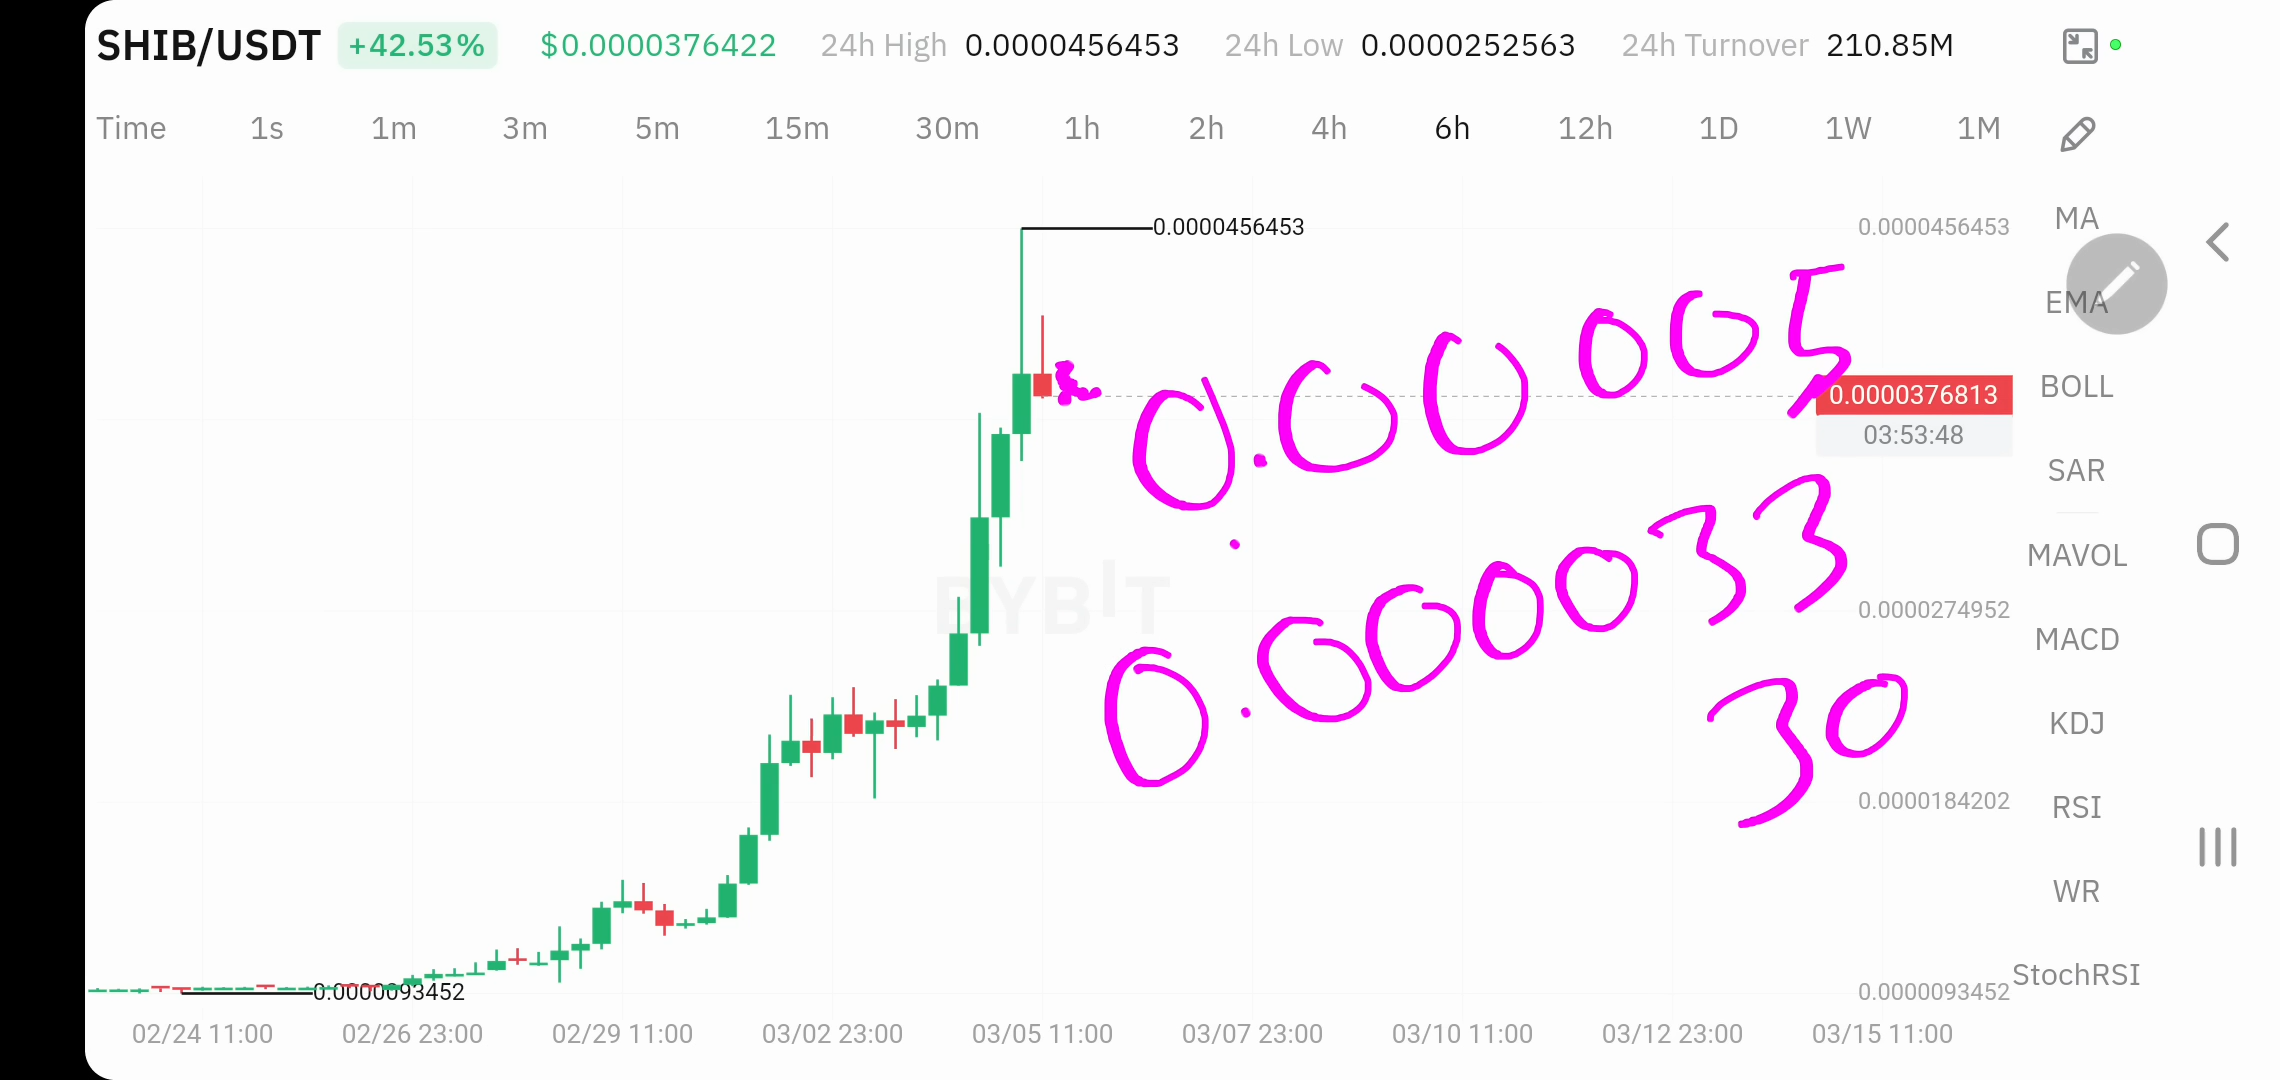 SHIB/USDT +42.53% $0.0000376422 24h High 0.0000456453 24h Low 0.0000252563 24h Turnover 210.85M
Time 1s 1m 3m 5m 15m 30m 1h 2h 4h 6h 12h 1D 1W 1M
MA
EMA
BOLL
SAR
MAVOL
MACD
KDJ
RSI
WR
StochRSI
0.0000456453 0.0000456453
0.00005
0.0000376813
03:53:48
BYBIT
0.000033
0.0000274952
30
0.0000184202
0.0000093452 0.0000093452
02/24 11:00 02/26 23:00 02/29 11:00 03/02 23:00 03/05 11:00 03/07 23:00 03/10 11:00 03/12 23:00 03/15 11:00